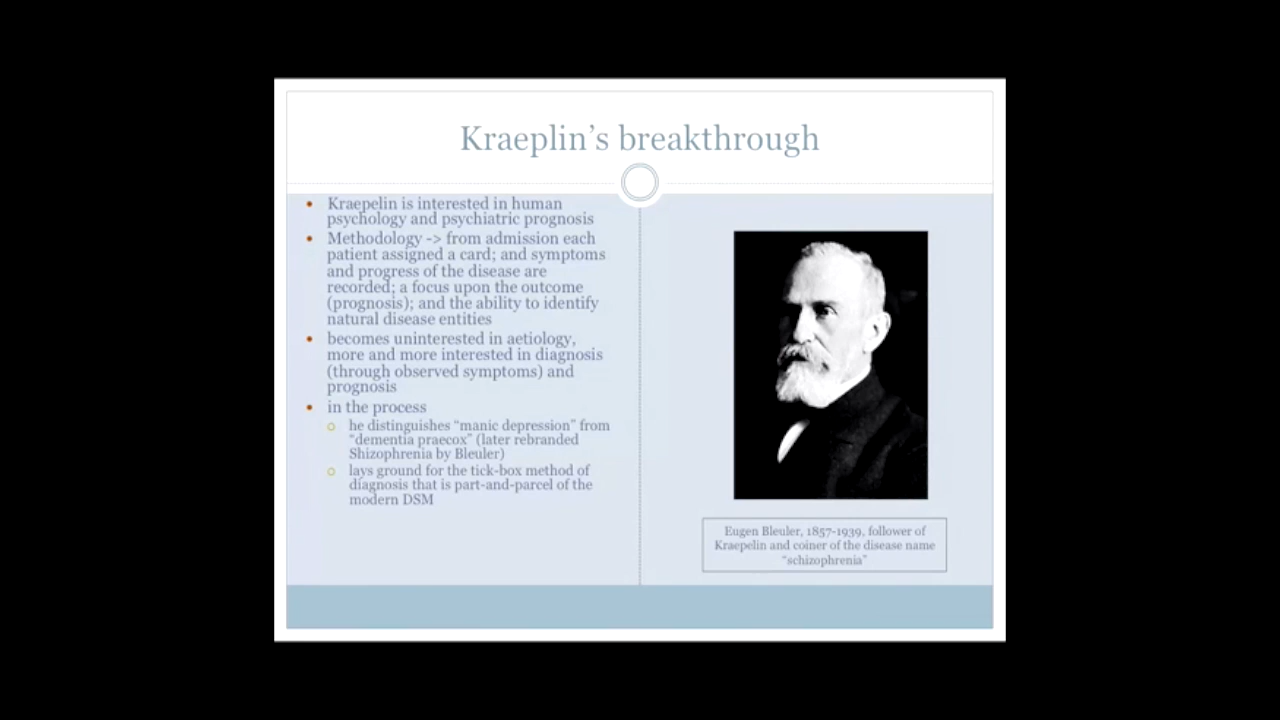 Kraeplin's breakthrough
Kraepelin is interested in human
psychology and psychiatric prognosis
Methodology -> from admission each
patient assigned a card; and symptoms
and progress of the disease are
recorded; a focus upon the outcome
(prognosis); and the ability to identify
natural disease entities
becomes uninterested in aetiology,
more and more interested in diagnosis
(through observed symptoms) and
prognosis
in the process
he distinguishes “manic depression” from
“dementia praecox” (later rebranded
Shizophrenia by Bleuler)
lays ground for the tick-box method of
diagnosis that is part-and-parcel of the
modern DSM
Eugen Bleuler, 1857-1939, follower of
Kraepelin and coiner of the disease name
“schizophrenia”